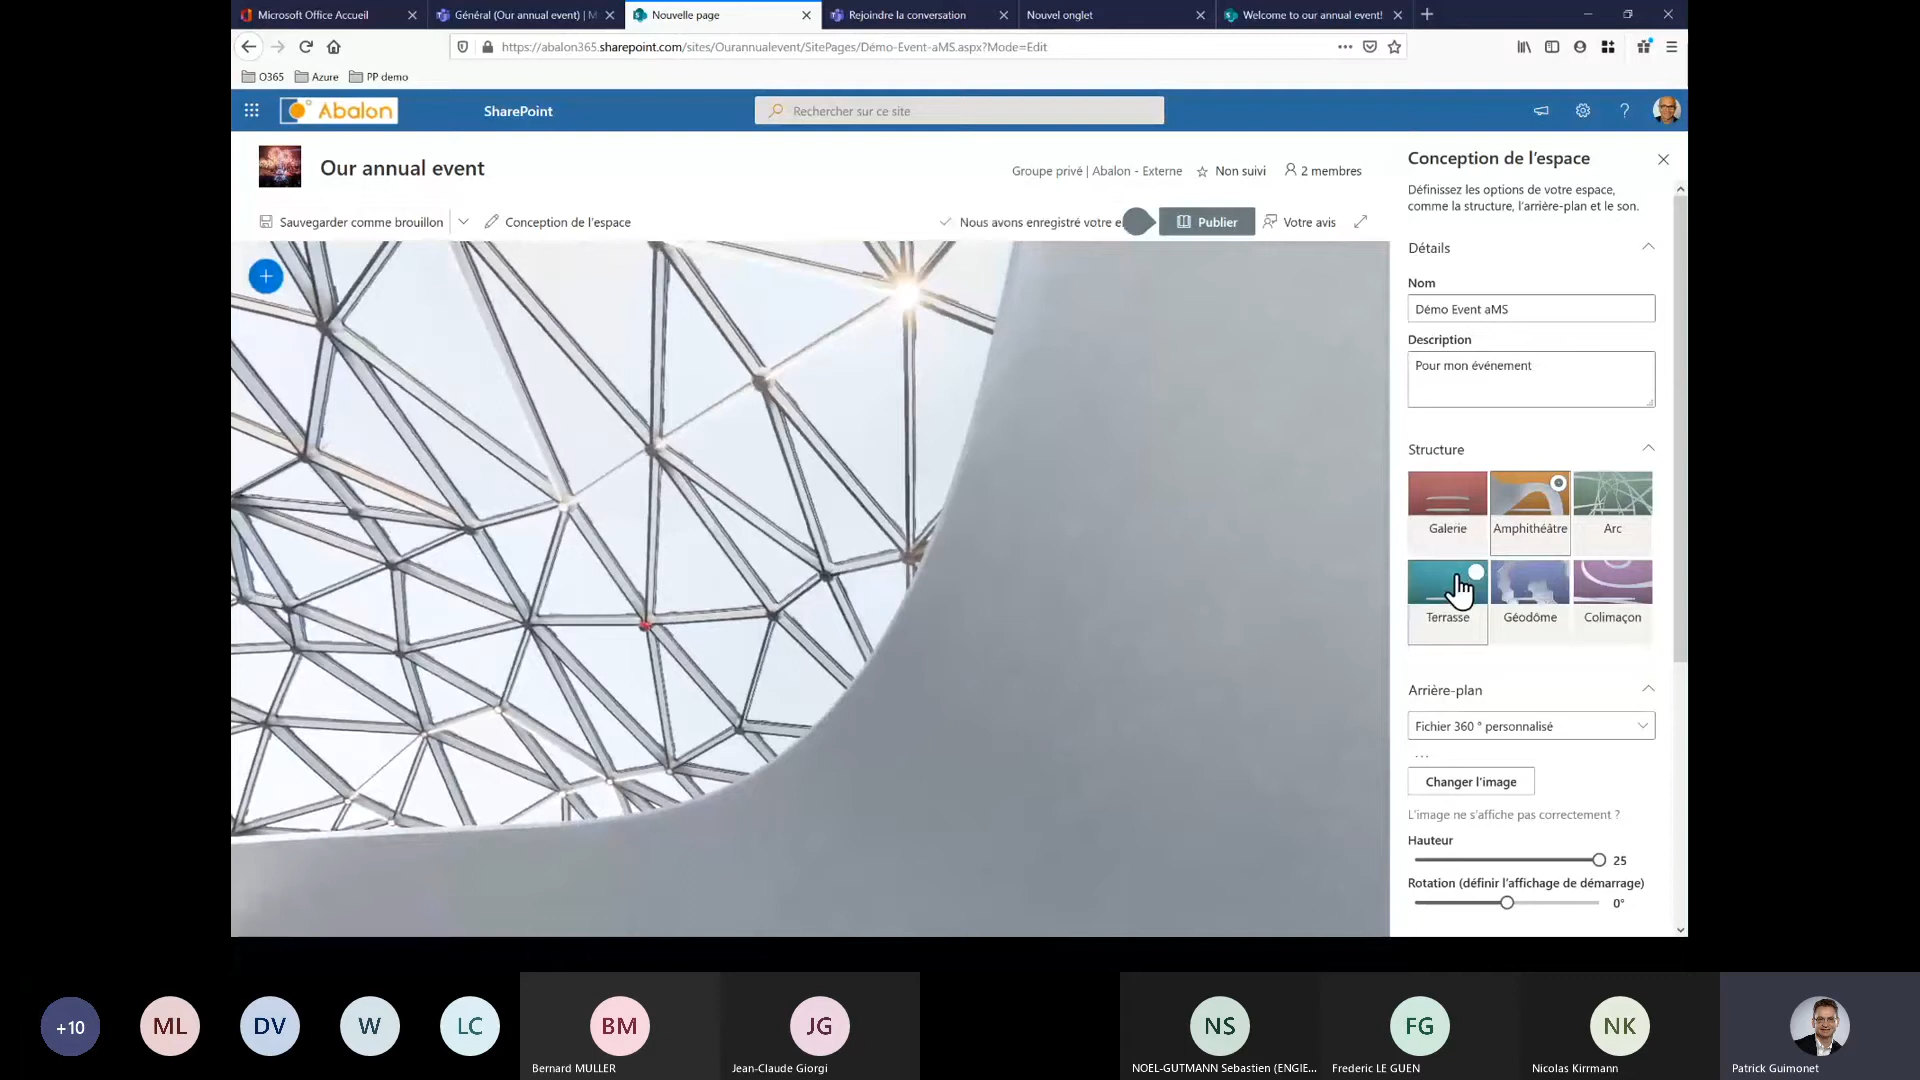 Microsoft Office Accueil
Général (Our annual event) | M
Nouvelle page
Rejoindre la conversation
Nouvel onglet
Welcome to our annual event!
https://abalon365.sharepoint.com/sites/Ourannualevent/SitePages/Démo-Event-aMS.aspx?Mode=Edit
O365
Azure
PP demo
Abalon
SharePoint
Rechercher sur ce site
Our annual event
Groupe privé | Abalon - Externe
Non suivi
2 membres
Sauvegarder comme brouillon
Conception de l'espace
Nous avons enregistré votre e
Publier
Votre avis
Conception de l'espace
Définissez les options de votre espace,
comme la structure, l'arrière-plan et le son.
Détails
Nom
Démo Event aMS
Description
Pour mon événement
Structure
Galerie
Amphithéâtre
Arc
Terrasse
Géodôme
Colimaçon
Arrière-plan
Fichier 360 ° personnalisé
...
Changer l'image
L'image ne s'affiche pas correctement ?
Hauteur
25
Rotation (définir l'affichage de démarrage)
0°
+10
ML
DV
W
LC
BM
Bernard MULLER
JG
Jean-Claude Giorgi
NS
NOEL-GUTMANN Sebastien (ENGIE...
FG
Frederic LE GUEN
NK
Nicolas Kirrmann
Patrick Guimonet